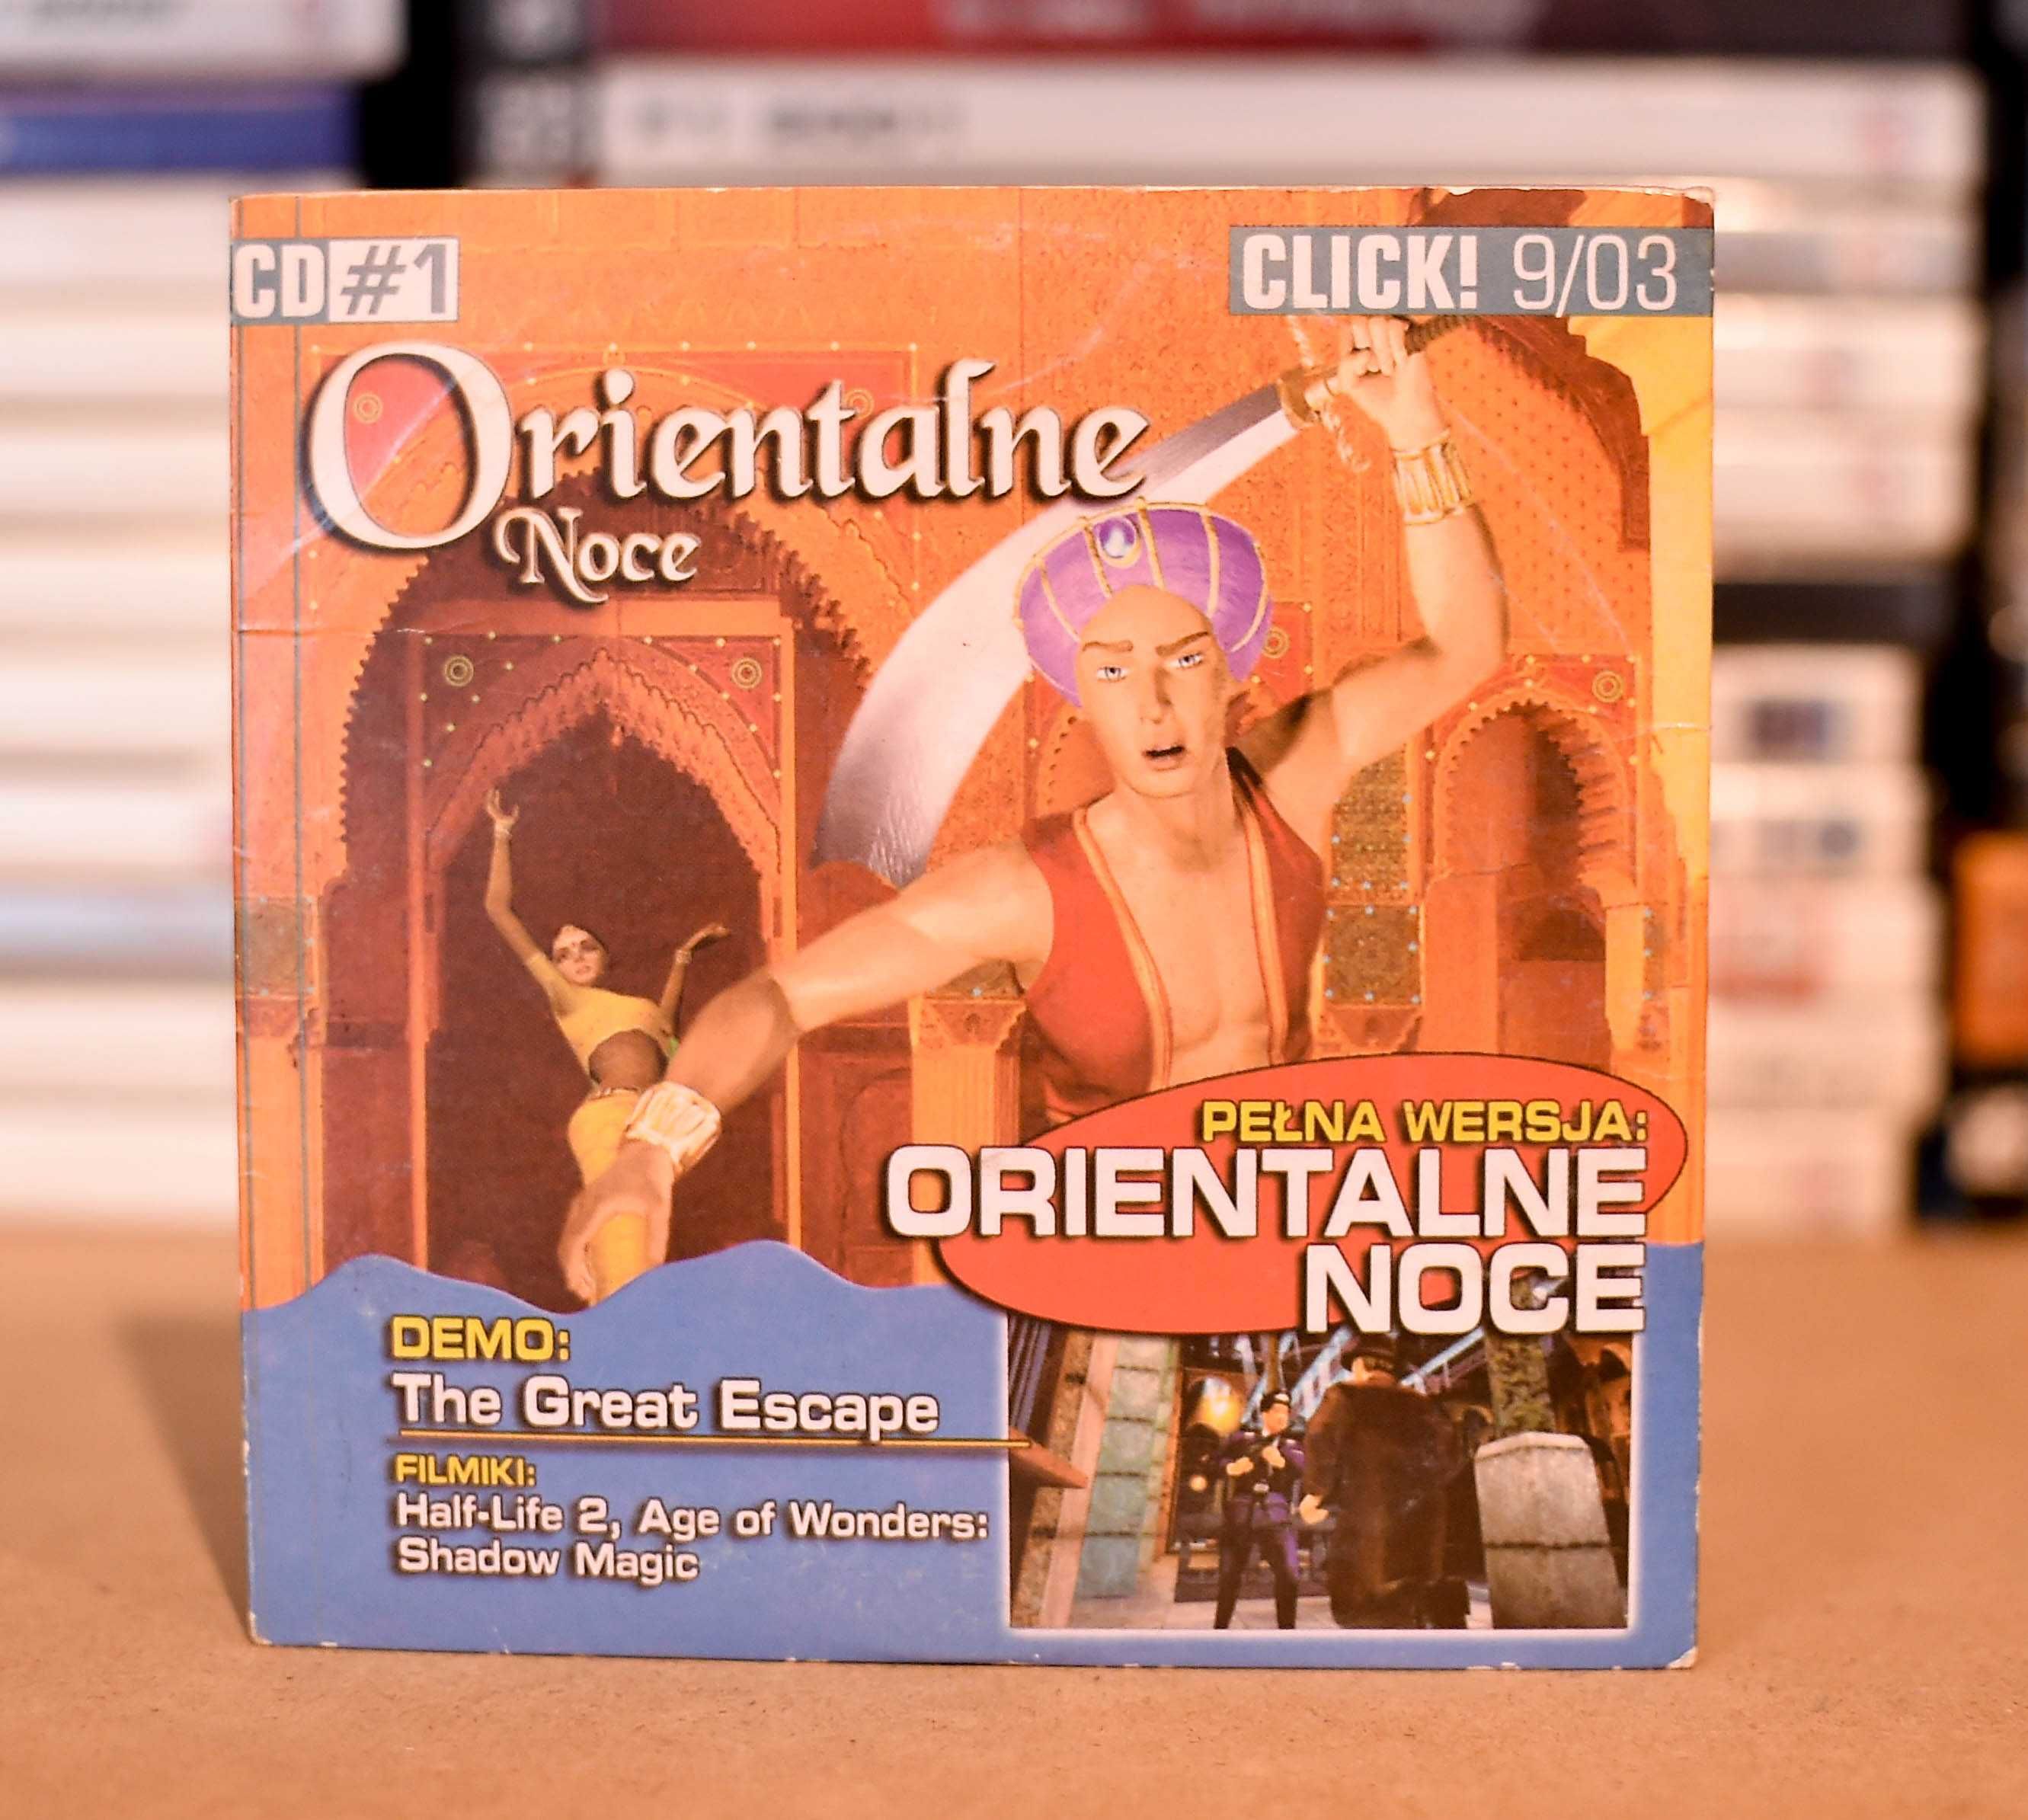 CD #1
CLICK! 9/03
Orientalne
Noce
PEŁNA WERSJA:
ORIENTALNE
NOCE
DEMO:
The Great Escape
FILMIKI:
Half-Life 2, Age of Wonders:
Shadow Magic